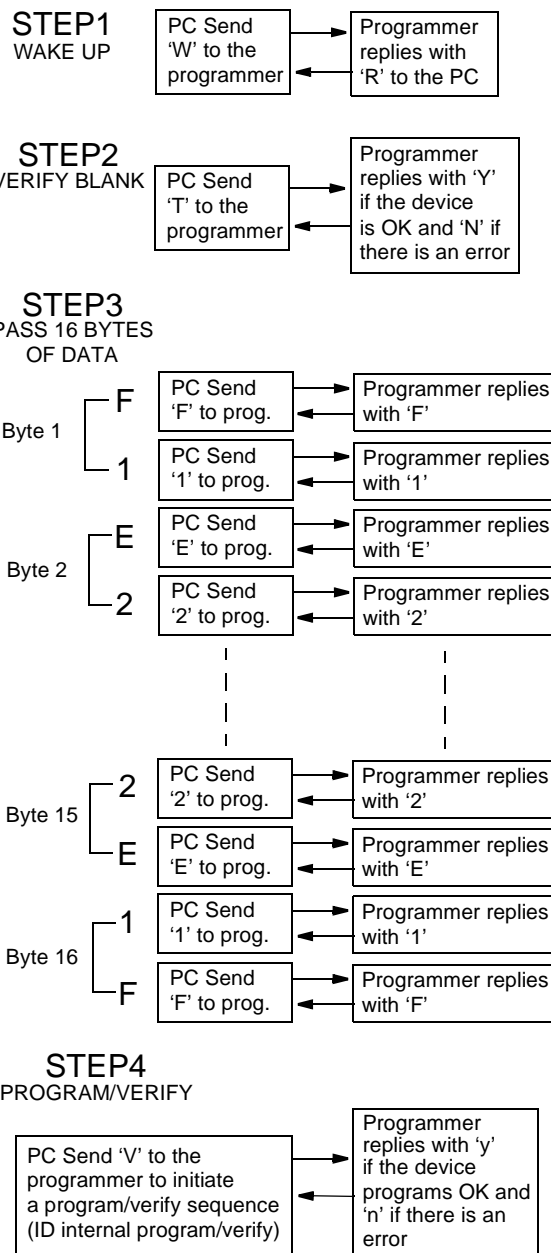 STEP1
WAKE UP
PC Send
‘W’ to the
programmer
Programmer
replies with
‘R’ to the PC
STEP2
VERIFY BLANK
PC Send
‘T’ to the
programmer
Programmer
replies with ‘Y’
if the device
is OK and ‘N’ if
there is an error
STEP3
PASS 16 BYTES
OF DATA
Byte 1
F
PC Send
‘F’ to prog.
Programmer replies
with ‘F’
1
PC Send
‘1’ to prog.
Programmer replies
with ‘1’
Byte 2
E
PC Send
‘E’ to prog.
Programmer replies
with ‘E’
2
PC Send
‘2’ to prog.
Programmer replies
with ‘2’
Byte 15
2
PC Send
‘2’ to prog.
Programmer replies
with ‘2’
E
PC Send
‘E’ to prog.
Programmer replies
with ‘E’
Byte 16
1
PC Send
‘1’ to prog.
Programmer replies
with ‘1’
F
PC Send
‘F’ to prog.
Programmer replies
with ‘F’
STEP4
PROGRAM/VERIFY
PC Send ‘V’ to the
programmer to initiate
a program/verify sequence
(ID internal program/verify)
Programmer
replies with ‘y’
if the device
programs OK and
‘n’ if there is an
error